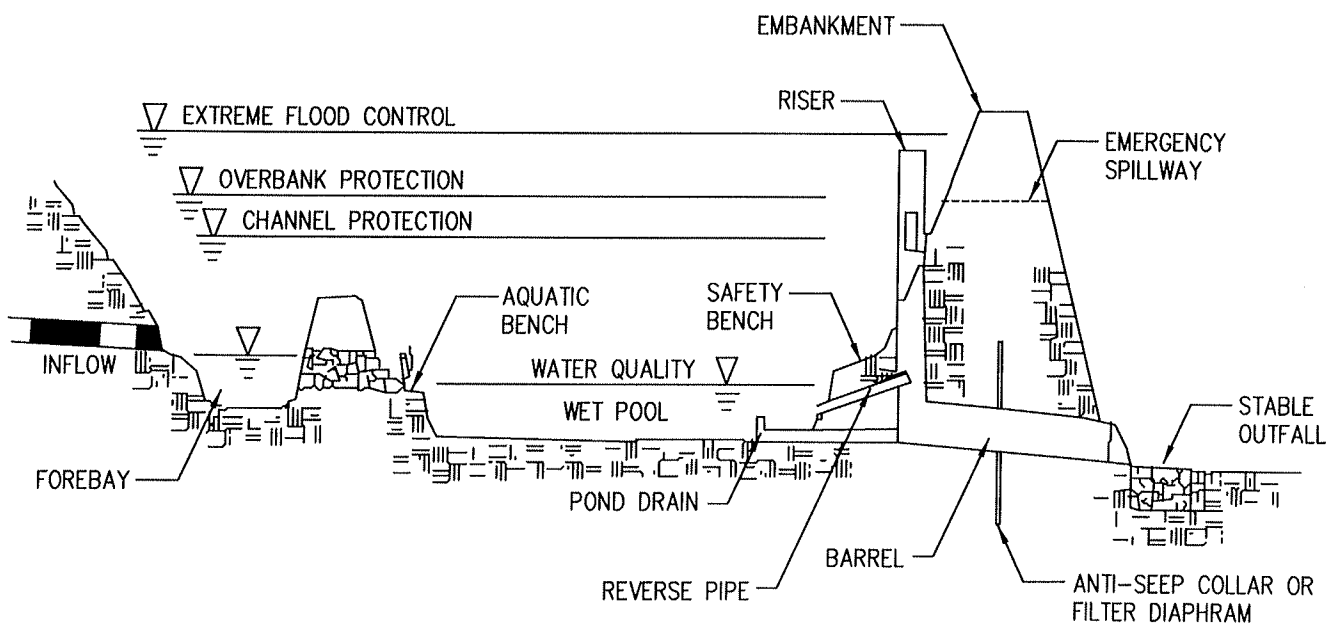 EMBANKMENT
RISER
EXTREME FLOOD CONTROL
EMERGENCY
SPILLWAY
OVERBANK PROTECTION
CHANNEL PROTECTION
AQUATIC
BENCH
SAFETY
BENCH
INFLOW
WATER QUALITY
WET POOL
STABLE
OUTFALL
FOREBAY
POND DRAIN
BARREL
REVERSE PIPE
ANTI-SEEP COLLAR OR
FILTER DIAPHRAM